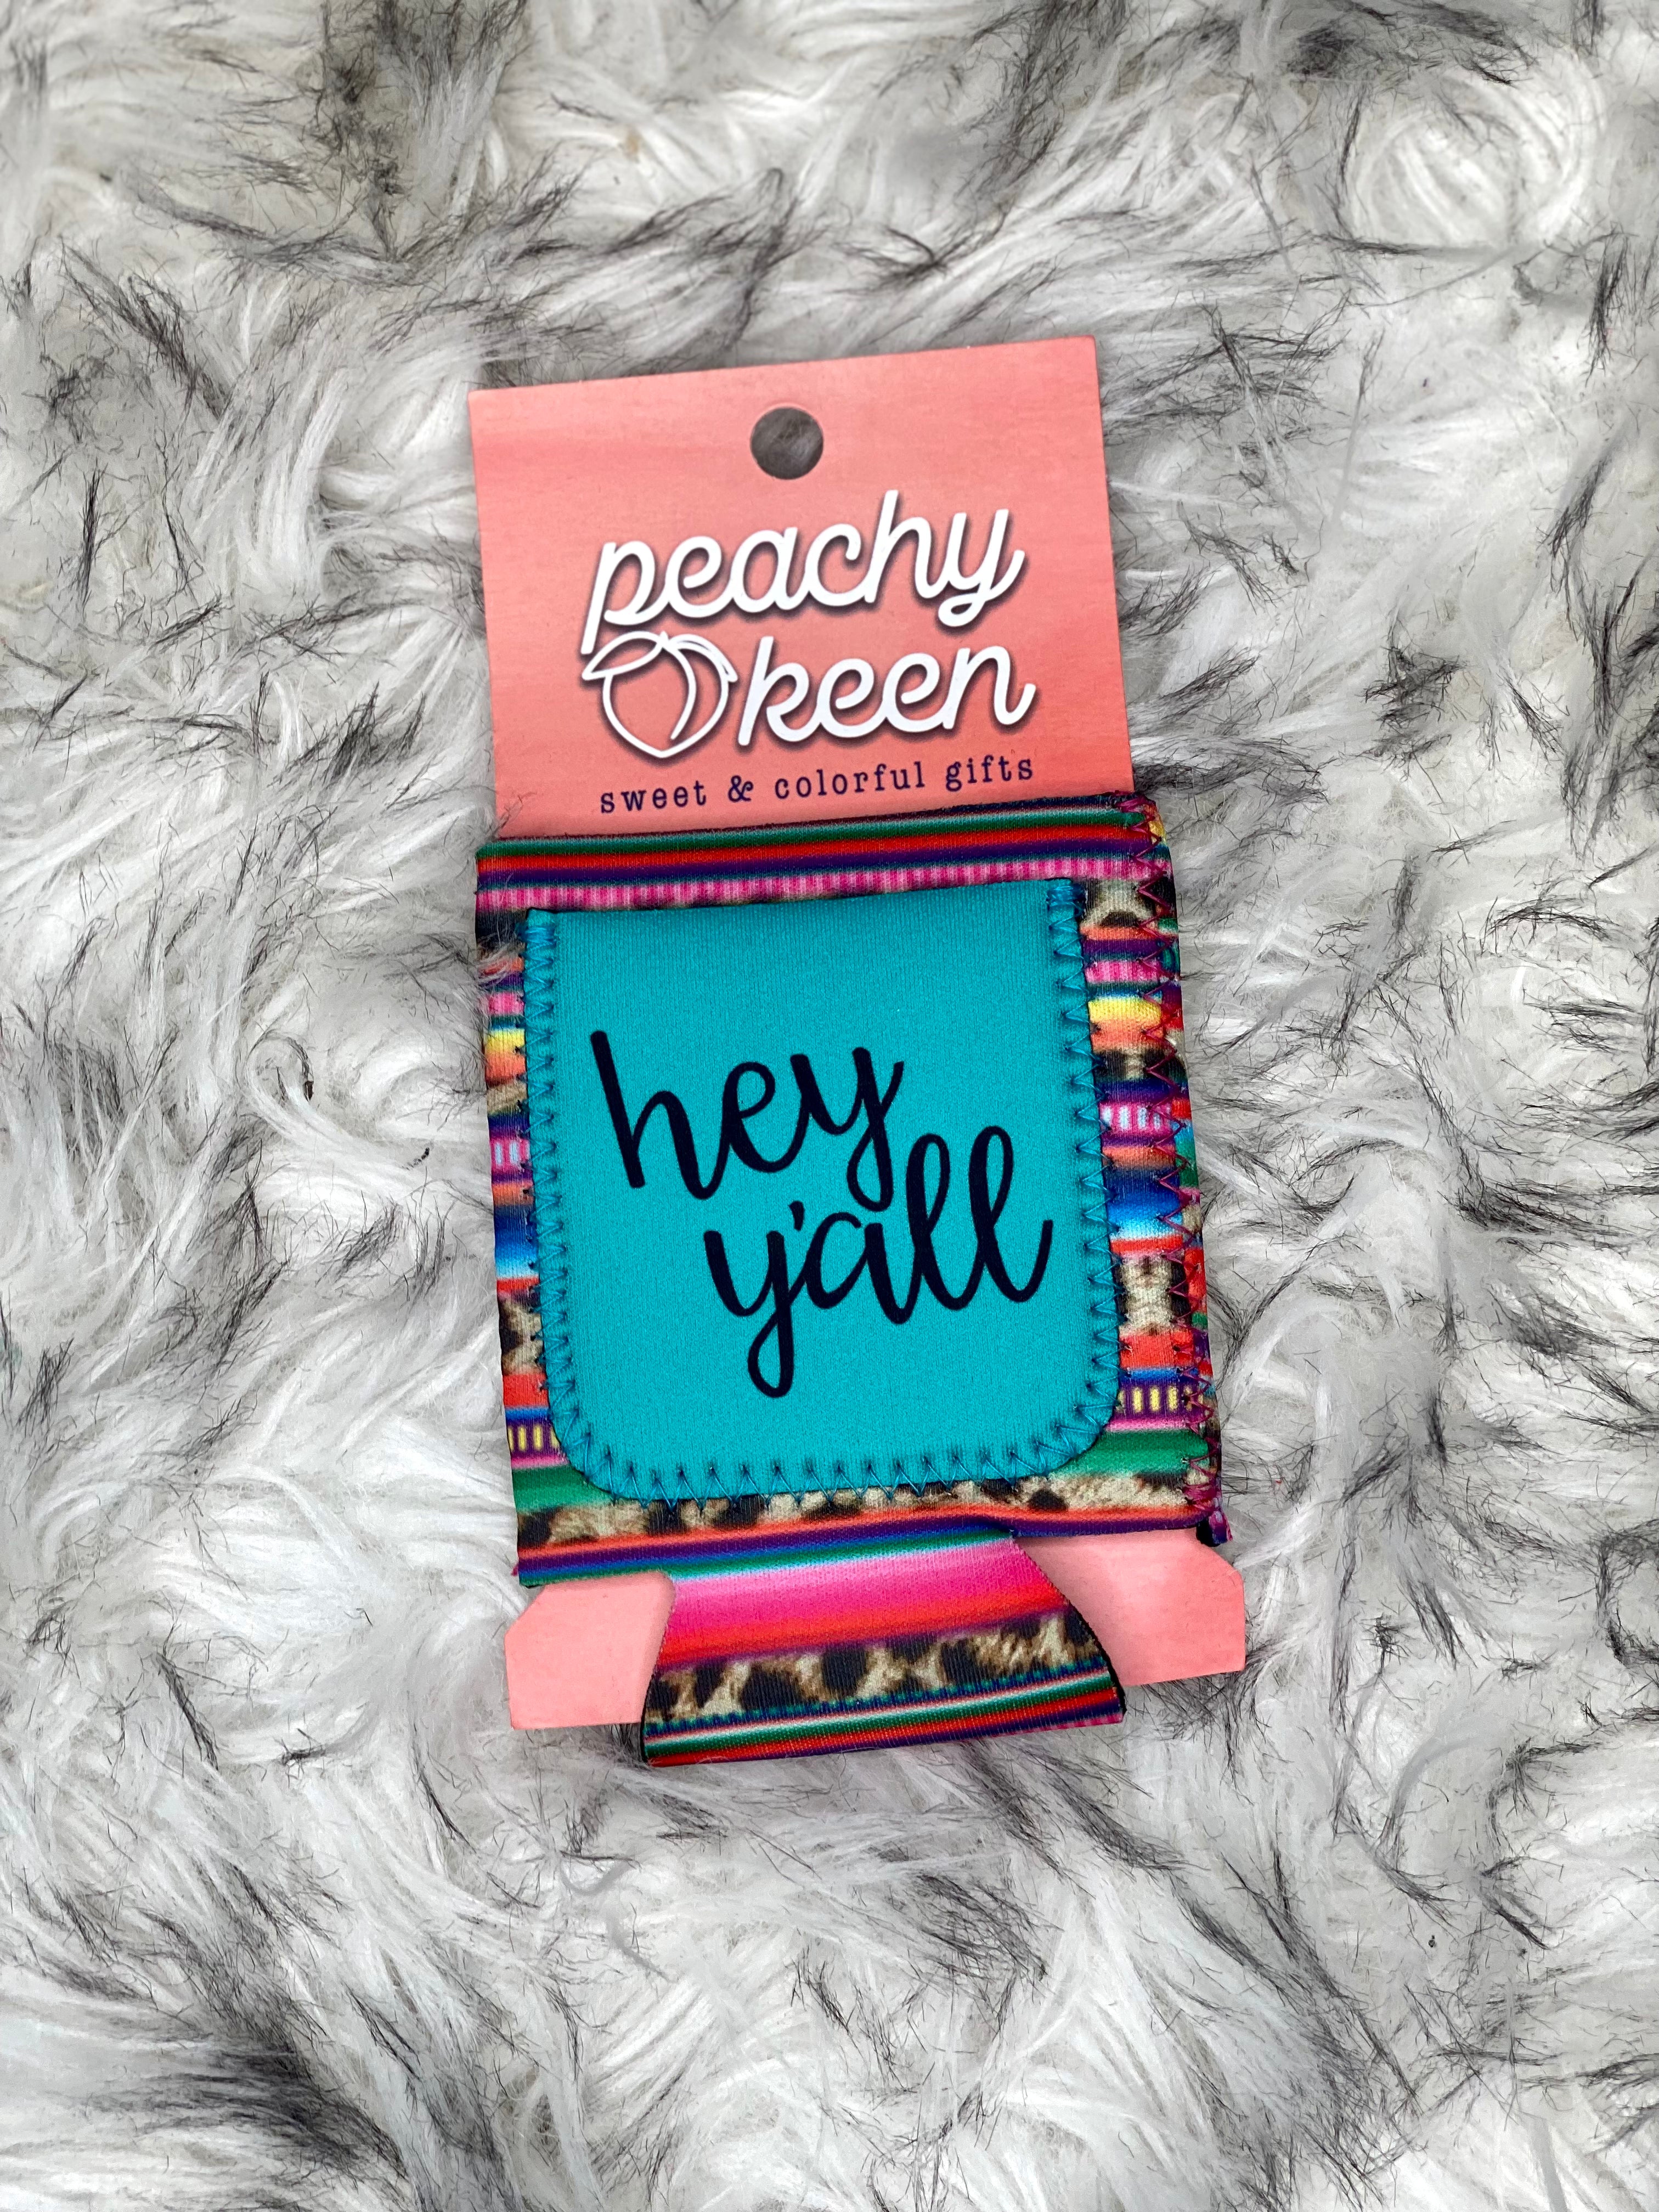 peachy
keen
sweet & colorful gifts
hey
y'all